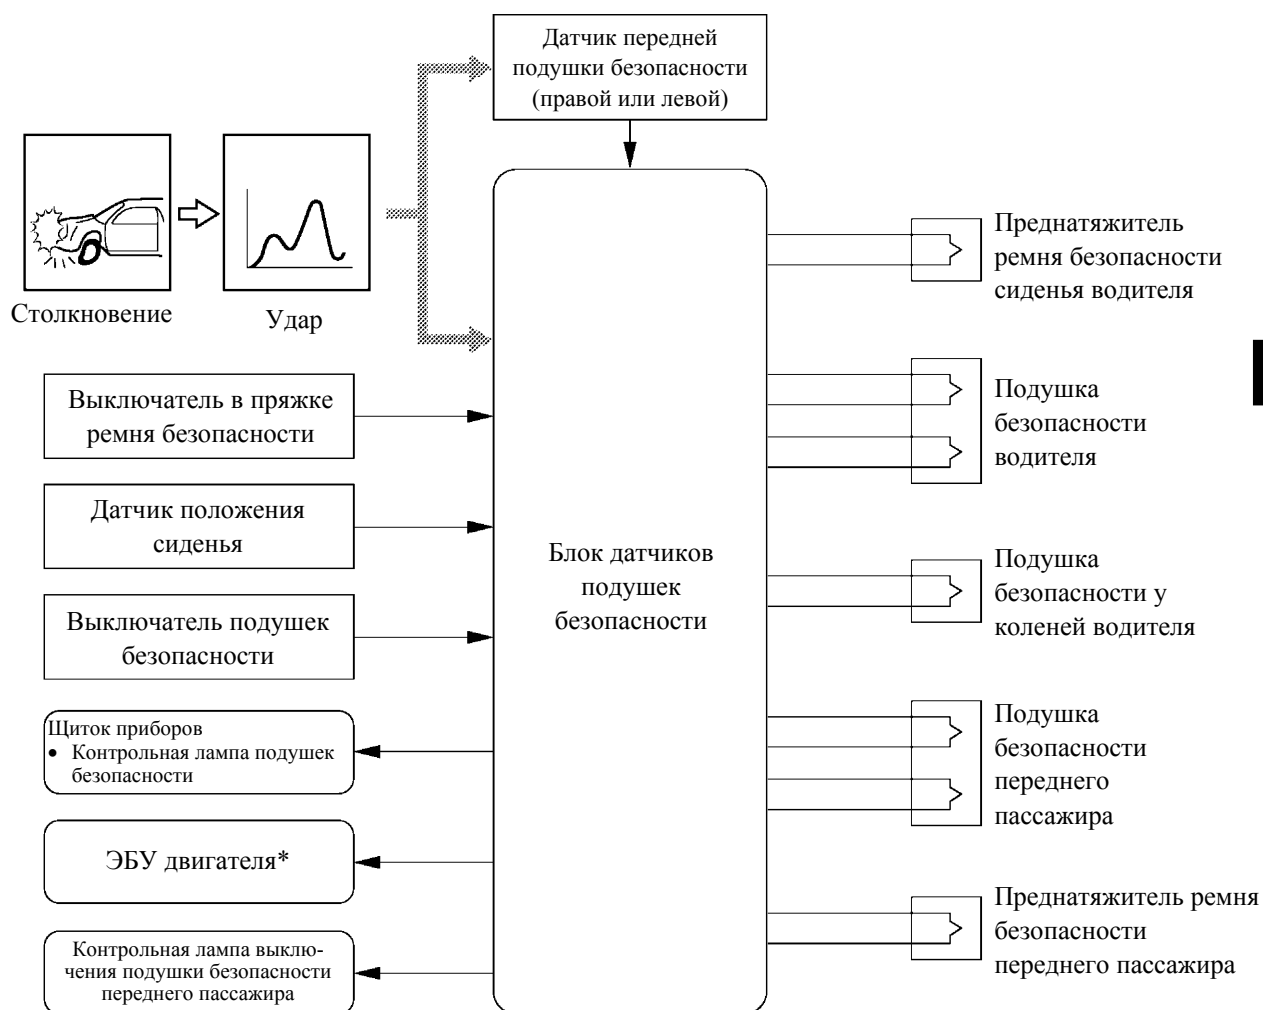 Датчик передней
подушки безопасности
(правой или левой)
Столкновение
Удар
Выключатель в пряжке
ремня безопасности
Датчик положения
сиденья
Выключатель подушек
безопасности
Щиток приборов
• Контрольная лампа подушек
безопасности
ЭБУ двигателя*
Контрольная лампа выклю-
чения подушки безопасности
переднего пассажира
Блок датчиков
подушек
безопасности
Преднатяжитель
ремня безопасности
сиденья водителя
Подушка
безопасности
водителя
Подушка
безопасности у
коленей водителя
Подушка
безопасности
переднего
пассажира
Преднатяжитель ремня
безопасности
переднего пассажира